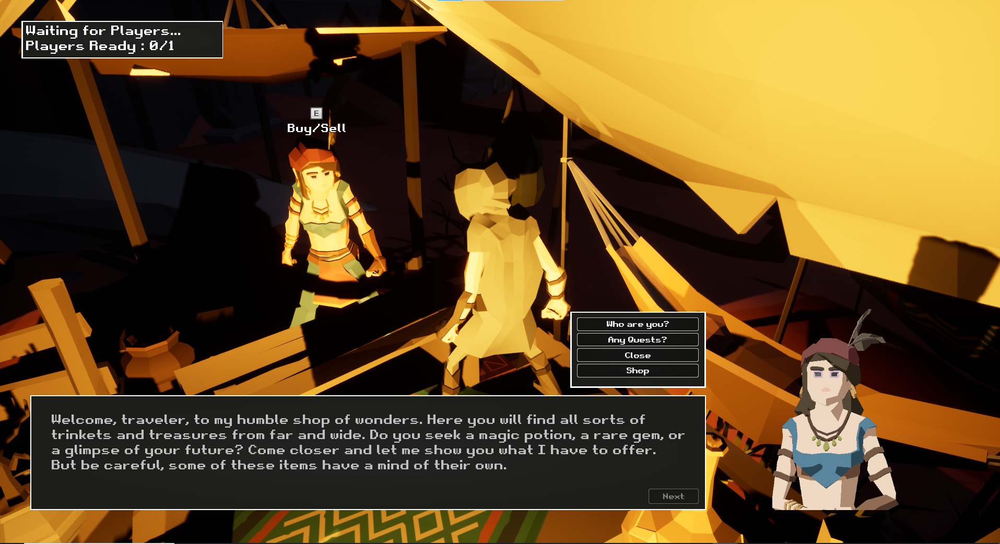 Waiting for Players...
Players Ready : 0/1
E
Buy/Sell
Who are you?
Any Quests?
Close
Shop
Welcome, traveler, to my humble shop of wonders. Here you will find all sorts of
trinkets and treasures from far and wide. Do you seek a magic potion, a rare gem, or
a glimpse of your future? Come closer and let me show you what I have to offer.
But be careful, some of these items have a mind of their own.
Next